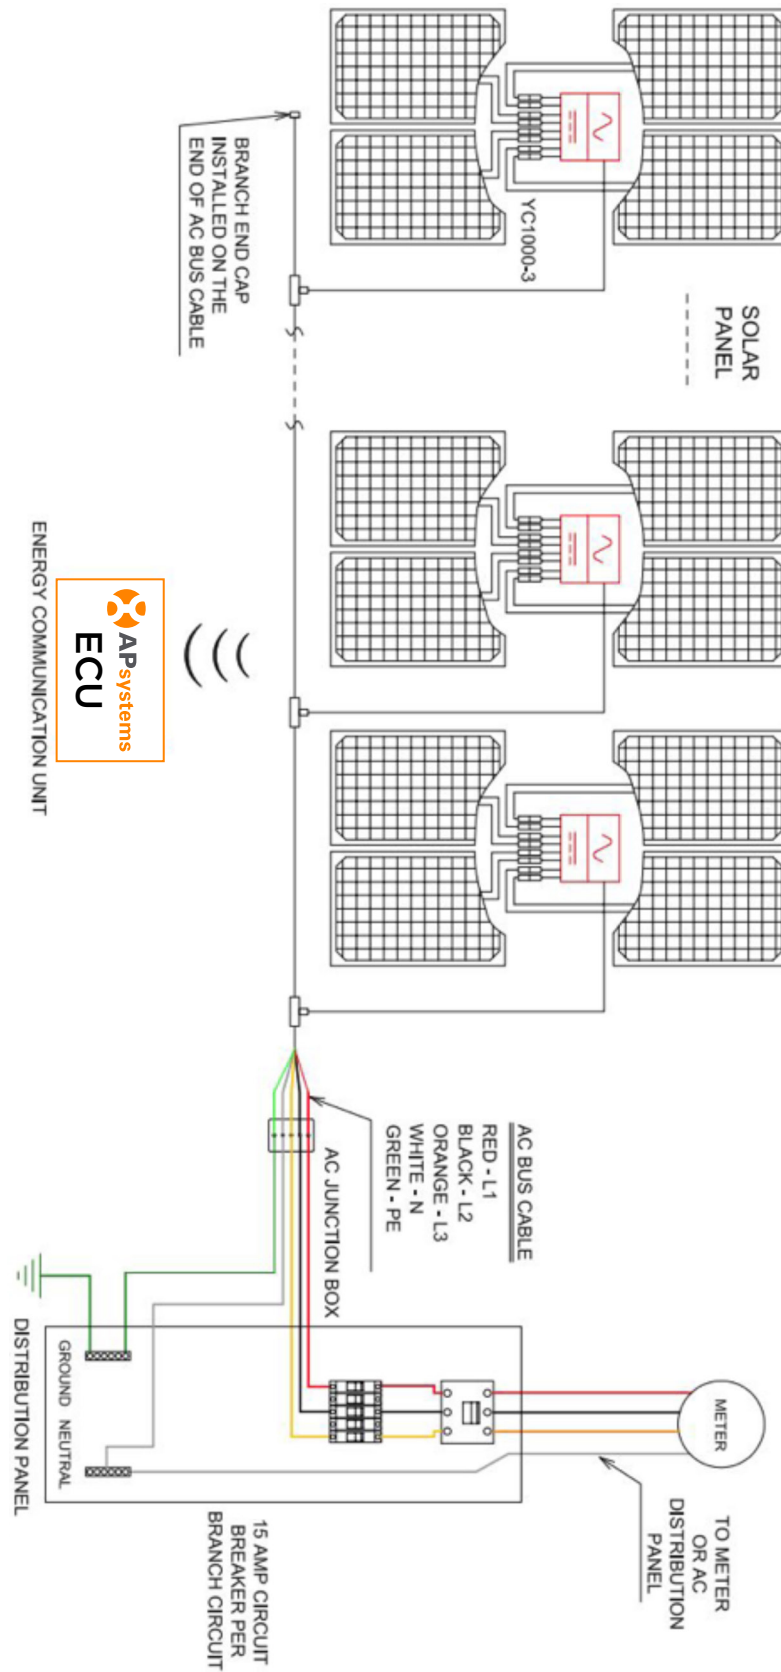 SOLAR
PANEL
YC1000-3
BRANCH END CAP
INSTALLED ON THE
END OF AC BUS CABLE
APsystems
ECU
ENERGY COMMUNICATION UNIT
AC BUS CABLE
RED - L1
BLACK - L2
ORANGE - L3
WHITE - N
GREEN - PE
AC JUNCTION BOX
METER
TO METER
OR AC
DISTRIBUTION
PANEL
GROUND NEUTRAL
DISTRIBUTION PANEL
15 AMP CIRCUIT
BREAKER PER
BRANCH CIRCUIT